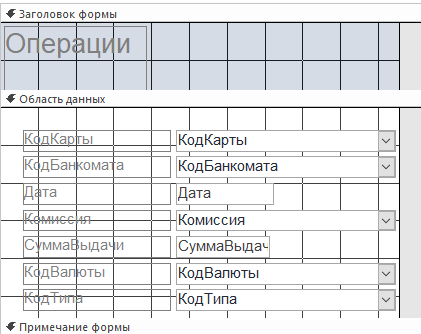 Заголовок формы
Операции
Область данных
КодКарты КодКарты
КодБанкомата КодБанкомата
Дата Дата
Комиссия Комиссия
СуммаВыдачи СуммаВыдач
КодВалюты КодВалюты
КодТипа КодТипа
Примечание формы